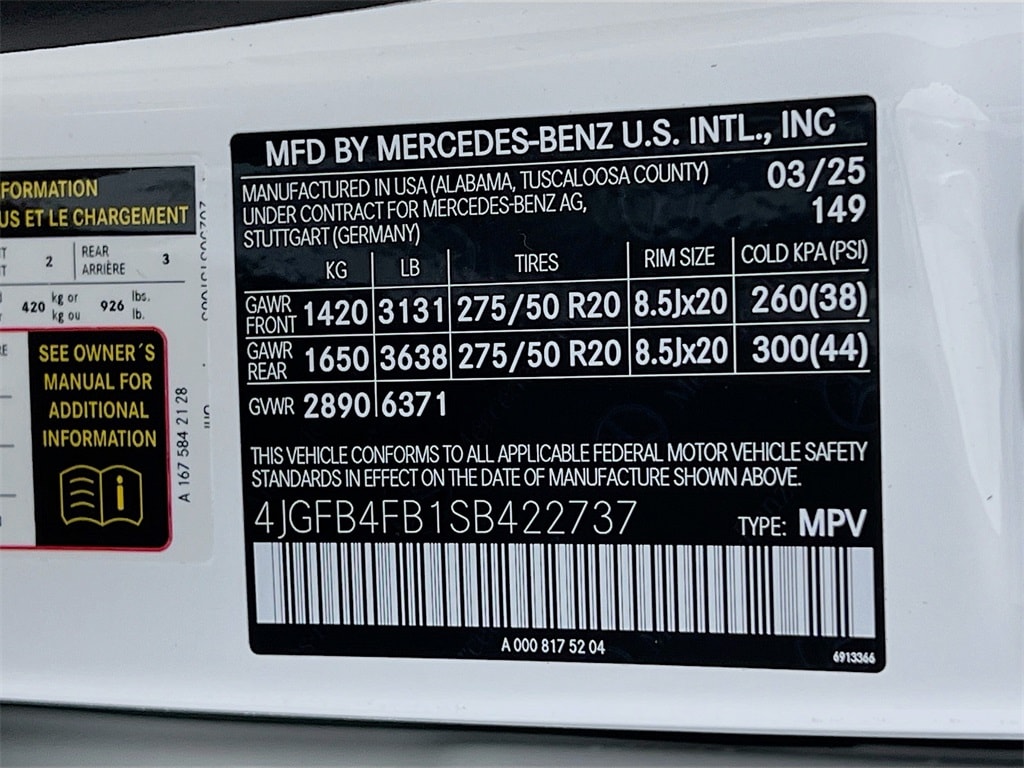 FORMATION
US ET LE CHARGEMENT
2 REAR ARRIÈRE 3
420 kg or kg ou 926 lbs.
SEE OWNER´S
MANUAL FOR
ADDITIONAL
INFORMATION
i
A 167 584 21 28
MFD BY MERCEDES-BENZ U.S. INTL., INC
MANUFACTURED IN USA (ALABAMA, TUSCALOOSA COUNTY) 03/25
UNDER CONTRACT FOR MERCEDES-BENZ AG, 149
STUTTGART (GERMANY)
KG LB TIRES RIM SIZE COLD KPA (PSI)
GAWR FRONT 1420 3131 275/50 R20 8.5Jx20 260(38)
GAWR REAR 1650 3638 275/50 R20 8.5Jx20 300(44)
GVWR 2890 6371
THIS VEHICLE CONFORMS TO ALL APPLICABLE FEDERAL MOTOR VEHICLE SAFETY
STANDARDS IN EFFECT ON THE DATE OF MANUFACTURE SHOWN ABOVE.
4JGFB4FB1SB422737 TYPE: MPV
A 000 817 52 04
6913366